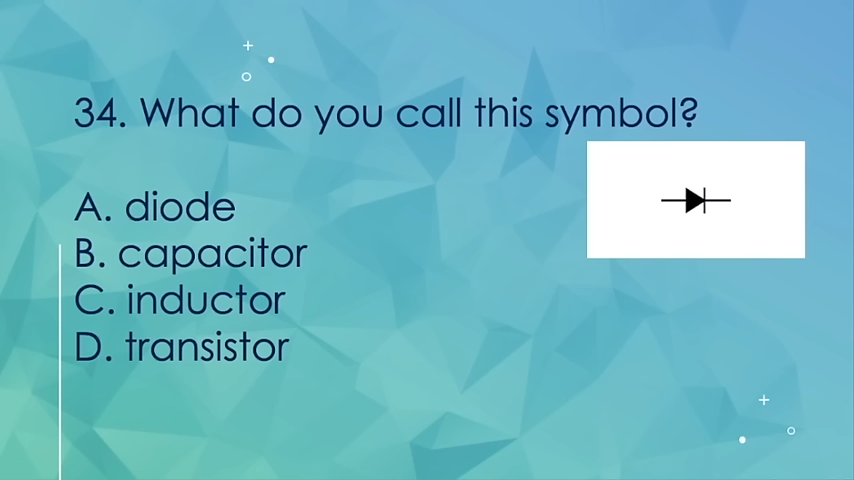 34. What do you call this symbol?
A. diode
B. capacitor
C. inductor
D. transistor